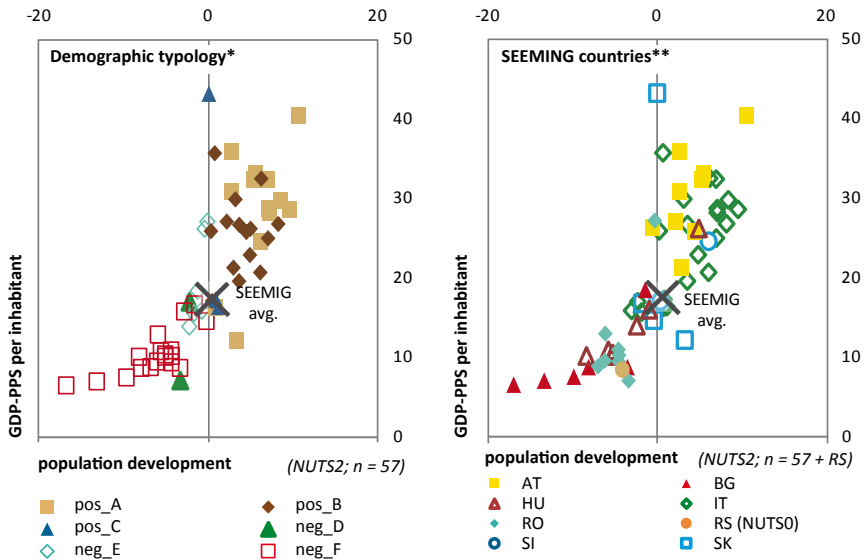 -20 0 20
50
Demographic typology*
40
30
20
10
0
SEEMIG
avg.
GDP-PPS per inhabitant
population development
(NUTS2; n = 57)
pos_A pos_B
pos_C neg_D
neg_E neg_F
-20 0 20
50
SEEMING countries**
40
30
20
10
0
SEEMIG
avg.
GDP-PPS per inhabitant
population development
(NUTS2; n = 57 + RS)
AT BG
HU IT
RO RS (NUTS0)
SI SK